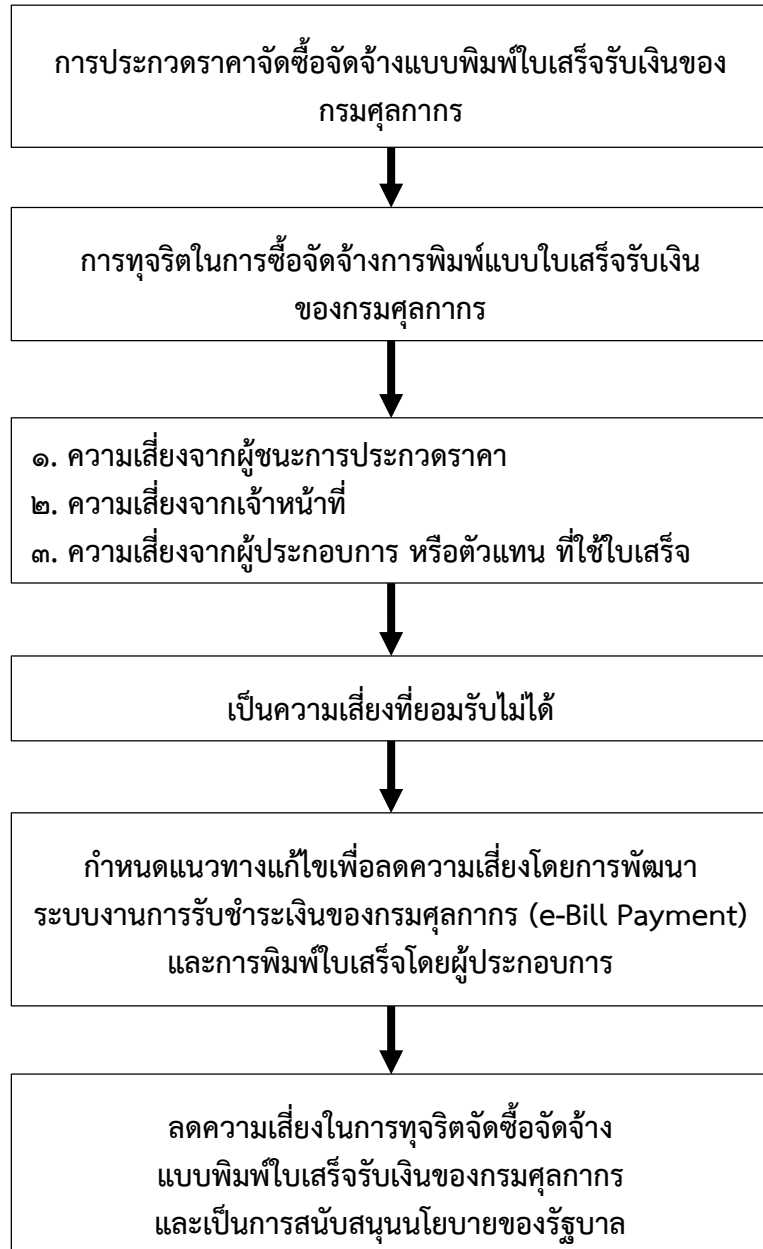 การประกวดราคาจัดซื้อจัดจ้างแบบพิมพ์ใบเสร็จรับเงินของ
กรมศุลกากร
การทุจริตในการซื้อจัดจ้างการพิมพ์แบบใบเสร็จรับเงิน
ของกรมศุลกากร
๑. ความเสี่ยงจากผู้ชนะการประกวดราคา
๒. ความเสี่ยงจากเจ้าหน้าที่
๓. ความเสี่ยงจากผู้ประกอบการ หรือตัวแทน ที่ใช้ใบเสร็จ
เป็นความเสี่ยงที่ยอมรับไม่ได้
กำหนดแนวทางแก้ไขเพื่อลดความเสี่ยงโดยการพัฒนา
ระบบงานการรับชำระเงินของกรมศุลกากร (e-Bill Payment)
และการพิมพ์ใบเสร็จโดยผู้ประกอบการ
ลดความเสี่ยงในการทุจริตจัดซื้อจัดจ้าง
แบบพิมพ์ใบเสร็จรับเงินของกรมศุลกากร
และเป็นการสนับสนุนนโยบายของรัฐบาล